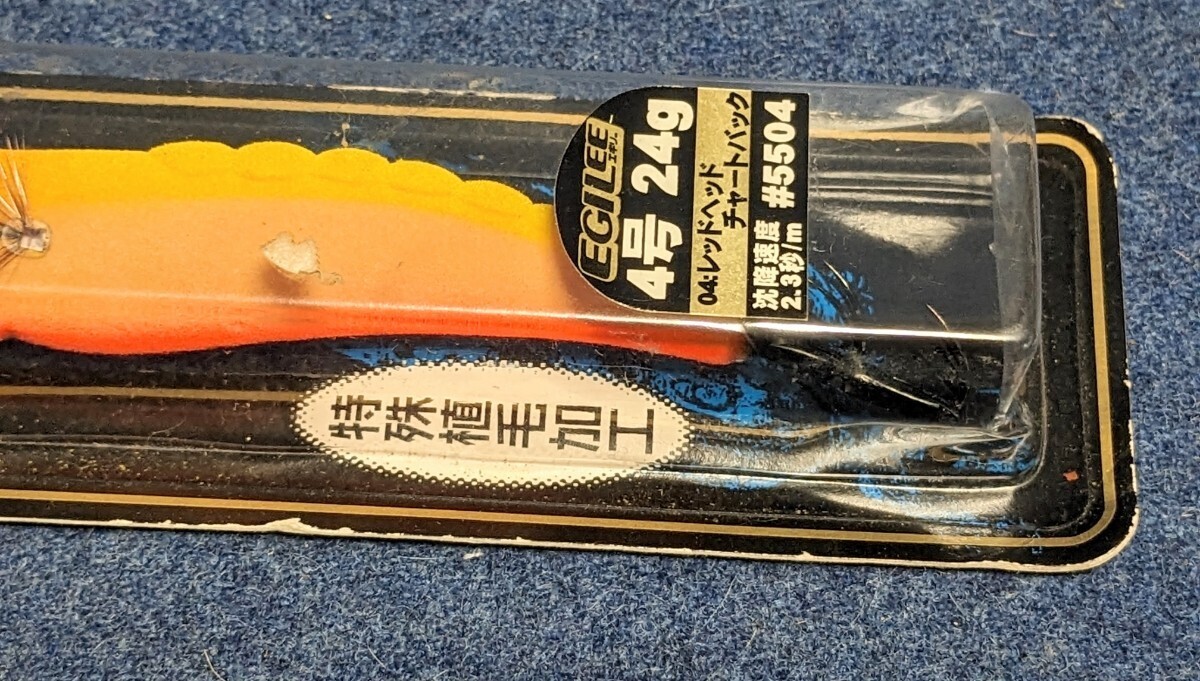 EGILEE
エギリー
4号 24g
04:レッドヘッド
チャートバック
沈降速度
2.3秒/m
#5504
特殊植毛加工